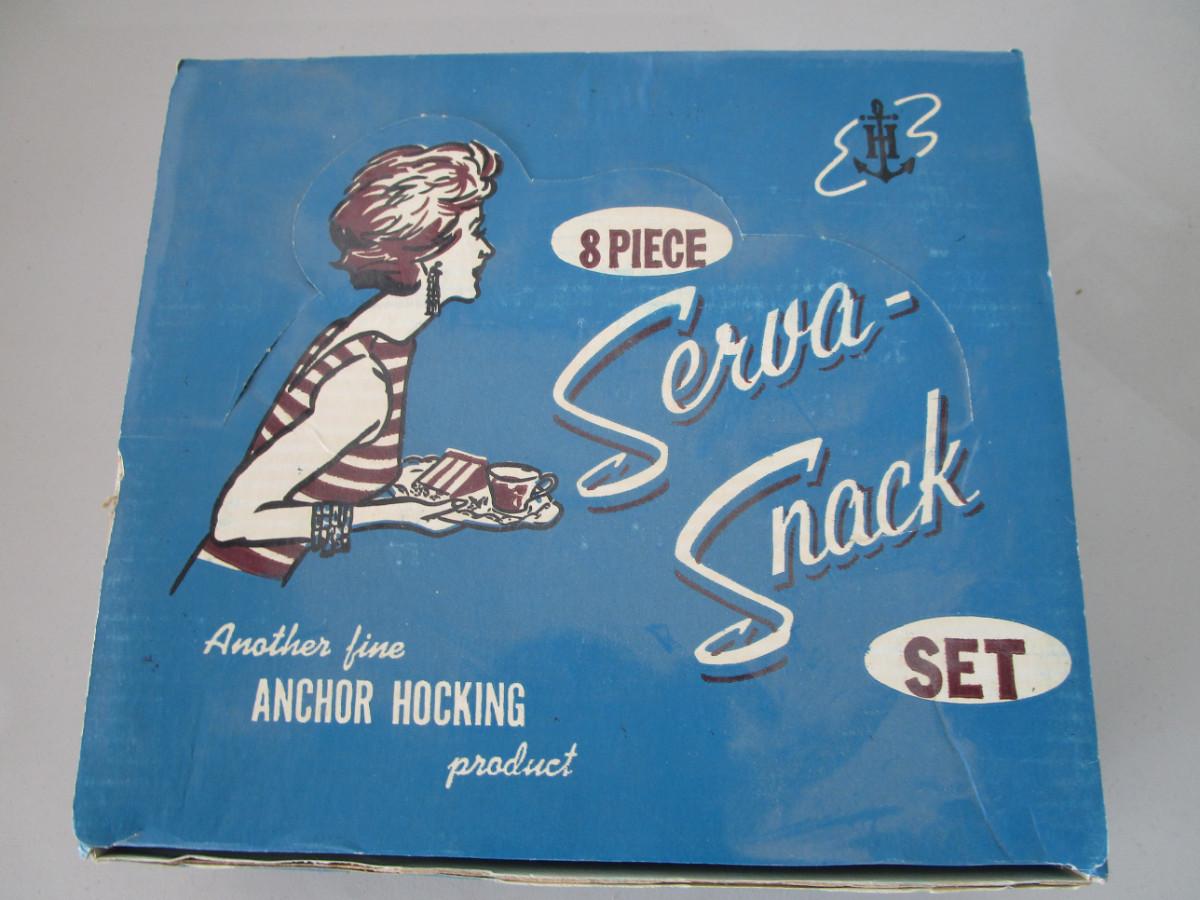 H
8 PIECE
Serva-
Snack
SET
Another fine
ANCHOR HOCKING
product